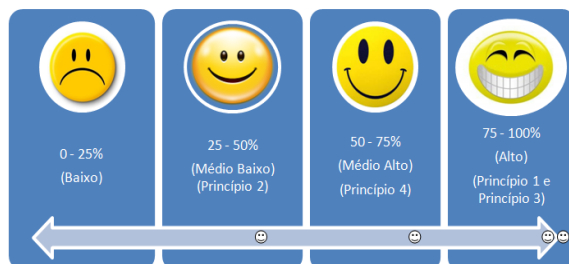 0 - 25%
(Baixo)
25 - 50%
(Médio Baixo)
(Princípio 2)
50 - 75%
(Médio Alto)
(Princípio 4)
75 - 100%
(Alto)
(Princípio 1 e
Princípio 3)